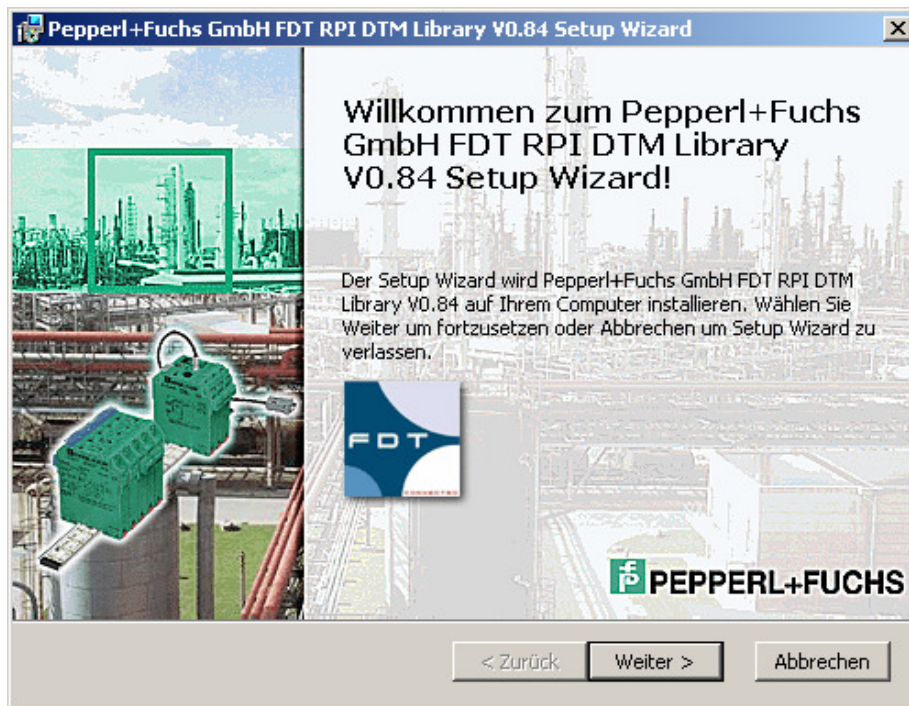 Pepperl+Fuchs GmbH FDT RPI DTM Library V0.84 Setup Wizard
Willkommen zum Pepperl+Fuchs
GmbH FDT RPI DTM Library
V0.84 Setup Wizard!
Der Setup Wizard wird Pepperl+Fuchs GmbH FDT RPI DTM
Library V0.84 auf Ihrem Computer installieren. Wählen Sie
Weiter um fortzusetzen oder Abbrechen um Setup Wizard zu
verlassen.
FDT
CONNECTED
PEPPERL+FUCHS
< Zurück
Weiter >
Abbrechen